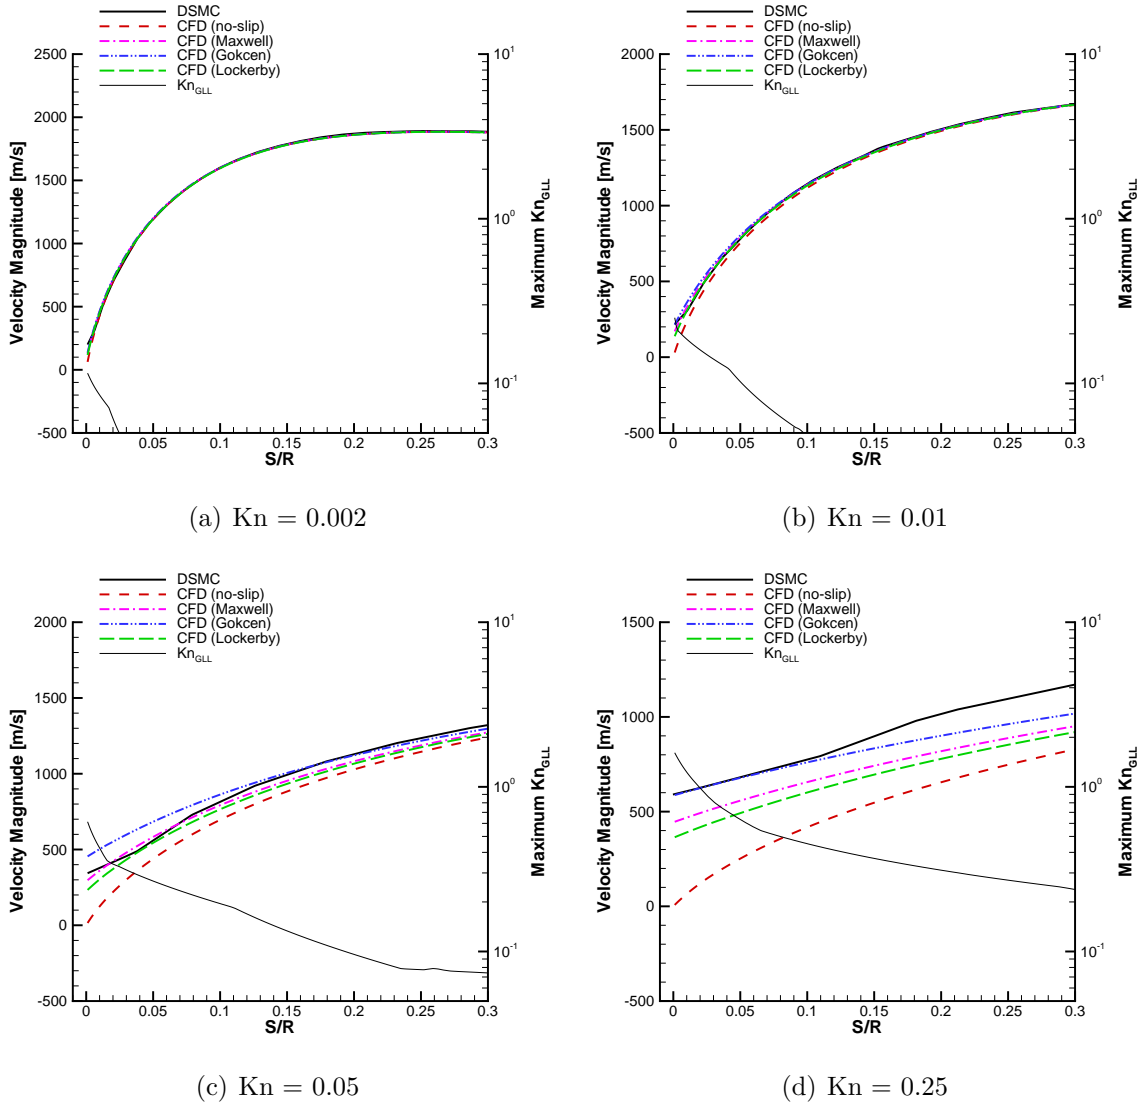 DSMC
CFD (no-slip)
CFD (Maxwell)
CFD (Gokcen)
CFD (Lockerby)
Kn_GLL
Velocity Magnitude [m/s]
2500
2000
1500
1000
500
0
-500
Maximum Kn_GLL
10^1
10^0
10^-1
0 0.05 0.1 0.15 0.2 0.25 0.3
S/R
(a) Kn = 0.002
DSMC
CFD (no-slip)
CFD (Maxwell)
CFD (Gokcen)
CFD (Lockerby)
Kn_GLL
Velocity Magnitude [m/s]
2000
1500
1000
500
0
-500
Maximum Kn_GLL
10^1
10^0
10^-1
0 0.05 0.1 0.15 0.2 0.25 0.3
S/R
(b) Kn = 0.01
DSMC
CFD (no-slip)
CFD (Maxwell)
CFD (Gokcen)
CFD (Lockerby)
Kn_GLL
Velocity Magnitude [m/s]
2000
1500
1000
500
0
-500
Maximum Kn_GLL
10^1
10^0
10^-1
0 0.05 0.1 0.15 0.2 0.25 0.3
S/R
(c) Kn = 0.05
DSMC
CFD (no-slip)
CFD (Maxwell)
CFD (Gokcen)
CFD (Lockerby)
Kn_GLL
Velocity Magnitude [m/s]
1500
1000
500
0
-500
Maximum Kn_GLL
10^1
10^0
10^-1
0 0.05 0.1 0.15 0.2 0.25 0.3
S/R
(d) Kn = 0.25